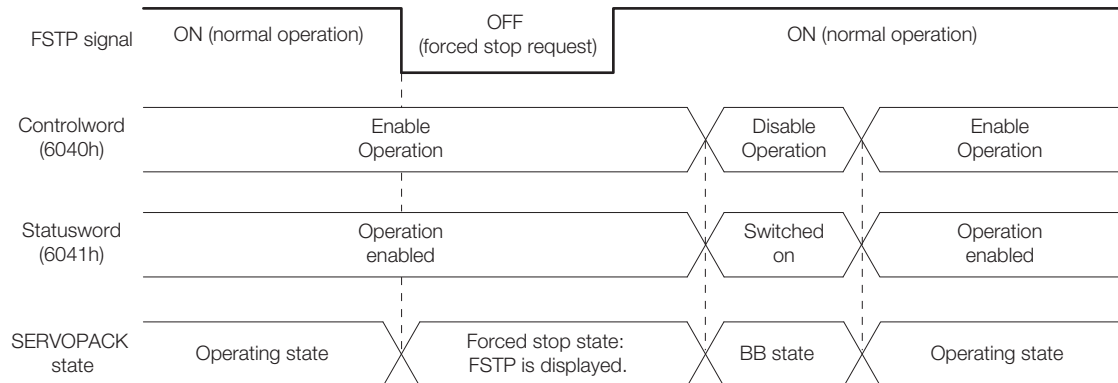 FSTP signal
ON (normal operation)
OFF
(forced stop request)
ON (normal operation)
Controlword
(6040h)
Enable
Operation
Disable
Operation
Enable
Operation
Statusword
(6041h)
Operation
enabled
Switched
on
Operation
enabled
SERVOPACK
state
Operating state
Forced stop state:
FSTP is displayed.
BB state
Operating state